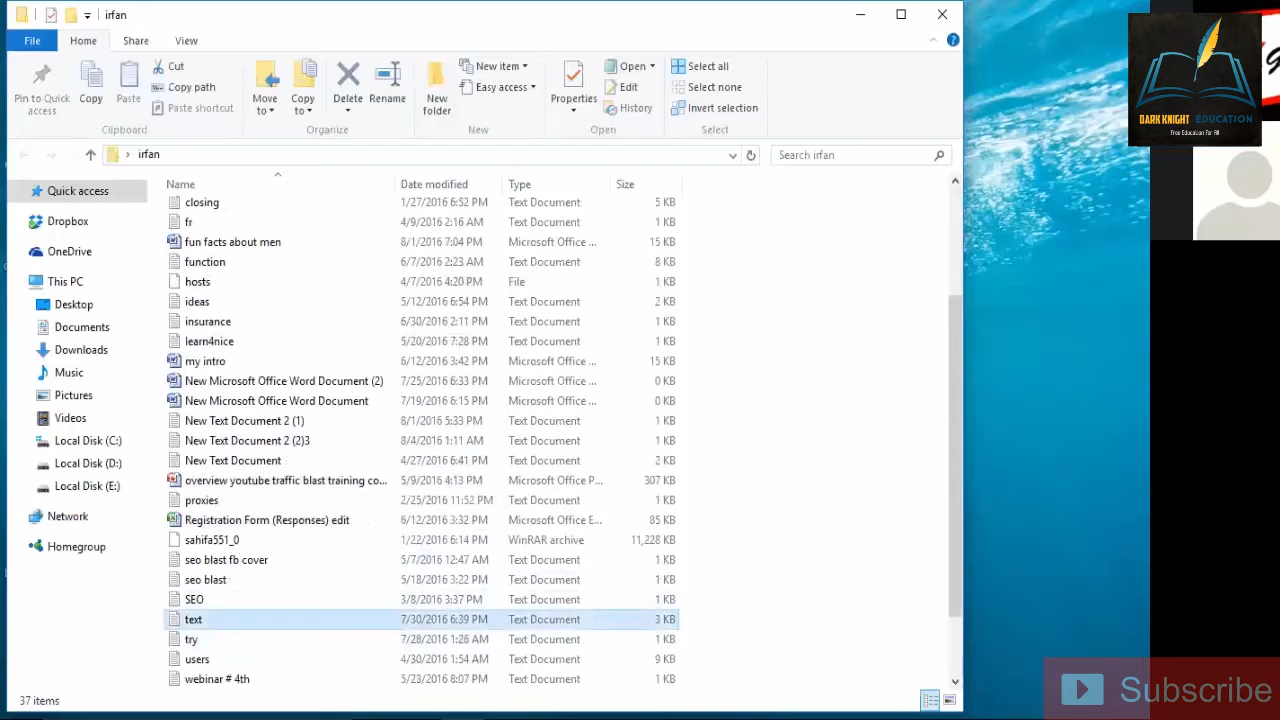 irfan
File Home Share View
Pin to Quick access
Copy
Paste
Cut
Copy path
Paste shortcut
Clipboard
Move to
Copy to
Delete
Rename
Organize
New folder
New item
Easy access
New
Properties
Open
Edit
History
Open
Select all
Select none
Invert selection
Select
irfan
Search irfan
Quick access
Dropbox
OneDrive
This PC
Desktop
Documents
Downloads
Music
Pictures
Videos
Local Disk (C:)
Local Disk (D:)
Local Disk (E:)
Network
Homegroup
Name Date modified Type Size
closing 1/27/2016 6:52 PM Text Document 5 KB
fr 4/9/2016 2:16 AM Text Document 1 KB
fun facts about men 8/1/2016 7:04 PM Microsoft Office ... 15 KB
function 6/7/2016 2:23 AM Text Document 8 KB
hosts 4/7/2016 4:20 PM File 1 KB
ideas 5/12/2016 6:54 PM Text Document 2 KB
insurance 6/30/2016 2:11 PM Text Document 1 KB
learn4nice 5/20/2016 7:28 PM Text Document 1 KB
my intro 6/12/2016 3:42 PM Microsoft Office ... 15 KB
New Microsoft Office Word Document (2) 7/25/2016 6:33 PM Microsoft Office ... 0 KB
New Microsoft Office Word Document 7/19/2016 6:15 PM Microsoft Office ... 0 KB
New Text Document 2 (1) 8/1/2016 5:33 PM Text Document 1 KB
New Text Document 2 (2)3 8/4/2016 1:11 AM Text Document 1 KB
New Text Document 4/27/2016 6:41 PM Text Document 2 KB
overview youtube traffic blast training co... 5/9/2016 4:13 PM Microsoft Office P... 307 KB
proxies 2/25/2016 11:52 PM Text Document 1 KB
Registration Form (Responses) edit 6/12/2016 3:32 PM Microsoft Office E... 85 KB
sahifa551_0 1/22/2016 6:14 PM WinRAR archive 11,228 KB
seo blast fb cover 5/7/2016 12:47 AM Text Document 1 KB
seo blast 5/18/2016 3:22 PM Text Document 1 KB
SEO 3/8/2016 3:37 PM Text Document 1 KB
text 7/30/2016 6:39 PM Text Document 3 KB
try 7/28/2016 1:26 AM Text Document 1 KB
users 4/30/2016 1:54 AM Text Document 9 KB
webinar # 4th 5/23/2016 8:07 PM Text Document 1 KB
37 items
DARK KNIGHT EDUCATION
Free Education For All
Subscribe